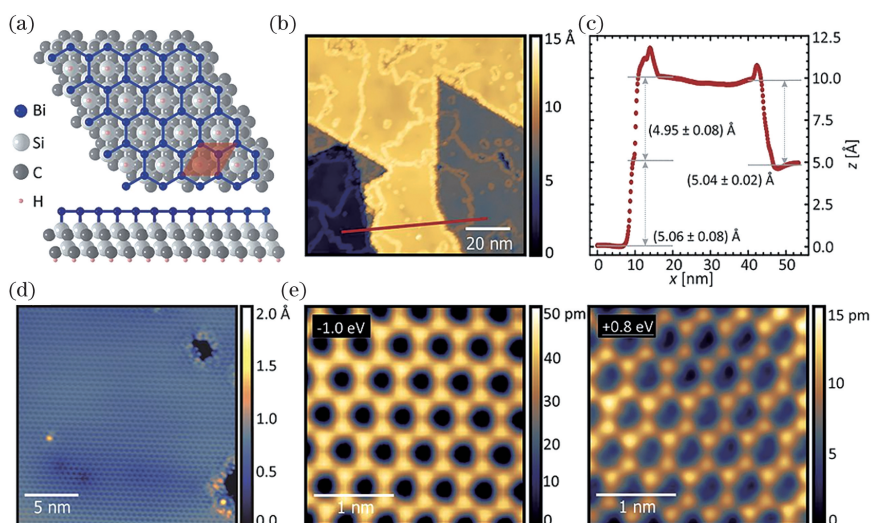 (a)
Bi
Si
C
H
(b)
15 Å
10
5
0
20 nm
(c)
12.5
10.0
7.5
5.0
2.5
0.0
z [Å]
(4.95 ± 0.08) Å
(5.04 ± 0.02) Å
(5.06 ± 0.08) Å
0 10 20 30 40 50
x [nm]
(d)
2.0 Å
1.5
1.0
0.5
0.0
5 nm
(e)
-1.0 eV
50 pm
40
30
20
10
0
1 nm
+0.8 eV
15 pm
10
5
0
1 nm